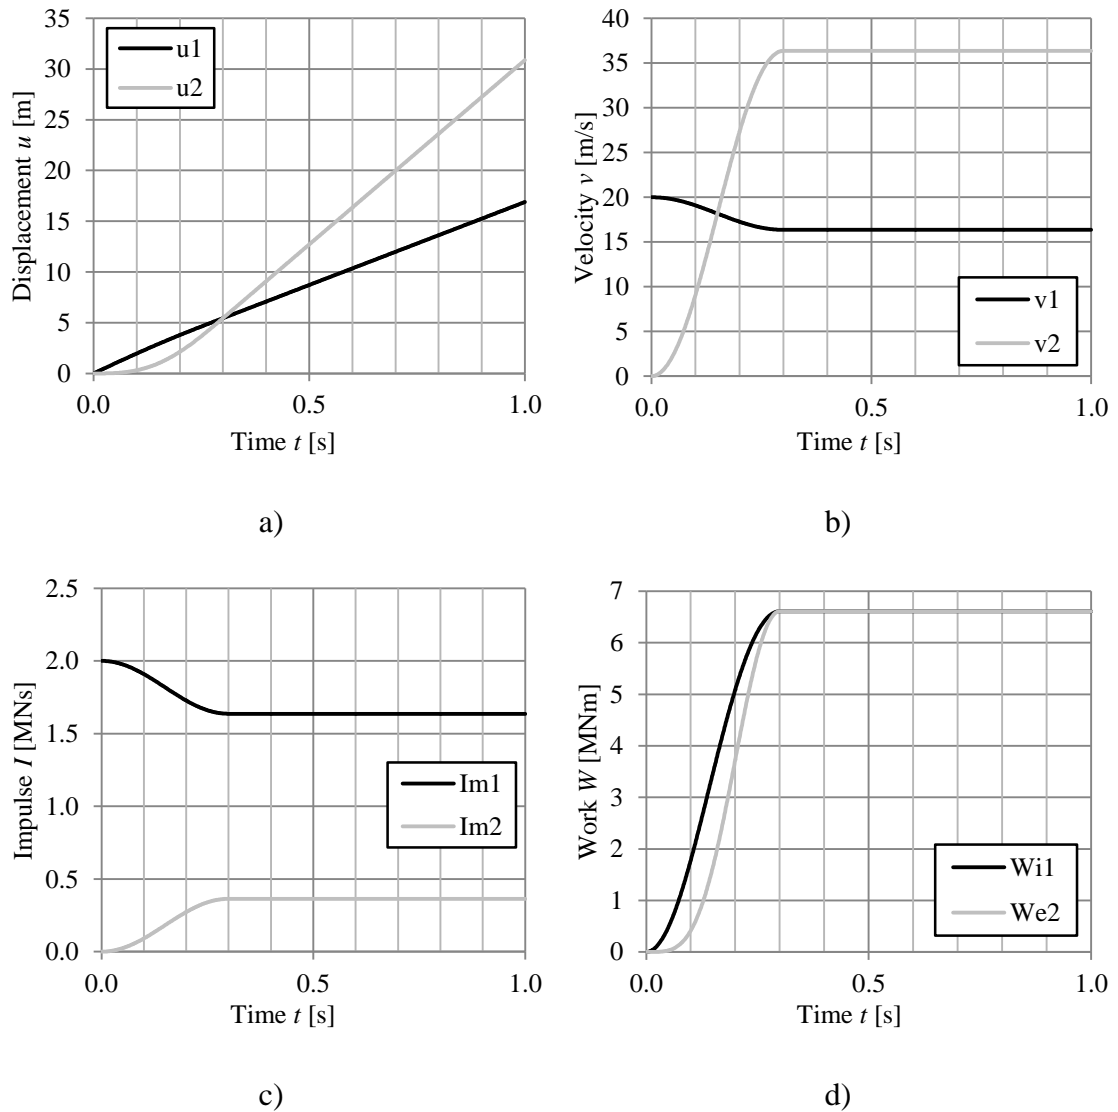 35
30
25
20
15
10
5
0
Displacement u [m]
u1
u2
0.0 0.5 1.0
Time t [s]
a)
40
35
30
25
20
15
10
5
0
Velocity v [m/s]
v1
v2
0.0 0.5 1.0
Time t [s]
b)
2.5
2.0
1.5
1.0
0.5
0.0
Impulse I [MNs]
Im1
Im2
0.0 0.5 1.0
Time t [s]
c)
7
6
5
4
3
2
1
0
Work W [MNm]
Wi1
We2
0.0 0.5 1.0
Time t [s]
d)